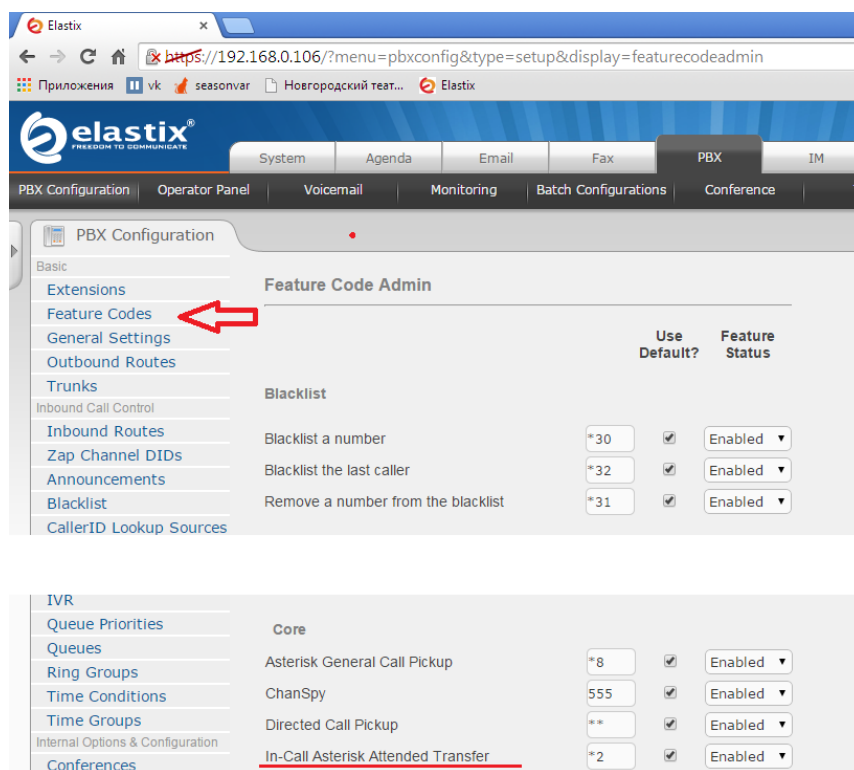 Elastix
https://192.168.0.106/?menu=pbxconfig&type=setup&display=featurecodeadmin
Приложения vk seasonvar Новгородский теат... Elastix
elastix®
FREEDOM TO COMMUNICATE
System Agenda Email Fax PBX IM
PBX Configuration Operator Panel Voicemail Monitoring Batch Configurations Conference
PBX Configuration
Basic
Extensions
Feature Codes
General Settings
Outbound Routes
Trunks
Inbound Call Control
Inbound Routes
Zap Channel DIDs
Announcements
Blacklist
CallerID Lookup Sources
Feature Code Admin
Use Default? Feature Status
Blacklist
Blacklist a number *30 Enabled
Blacklist the last caller *32 Enabled
Remove a number from the blacklist *31 Enabled
IVR
Queue Priorities
Queues
Ring Groups
Time Conditions
Time Groups
Internal Options & Configuration
Conferences
Core
Asterisk General Call Pickup *8 Enabled
ChanSpy 555 Enabled
Directed Call Pickup ** Enabled
In-Call Asterisk Attended Transfer *2 Enabled